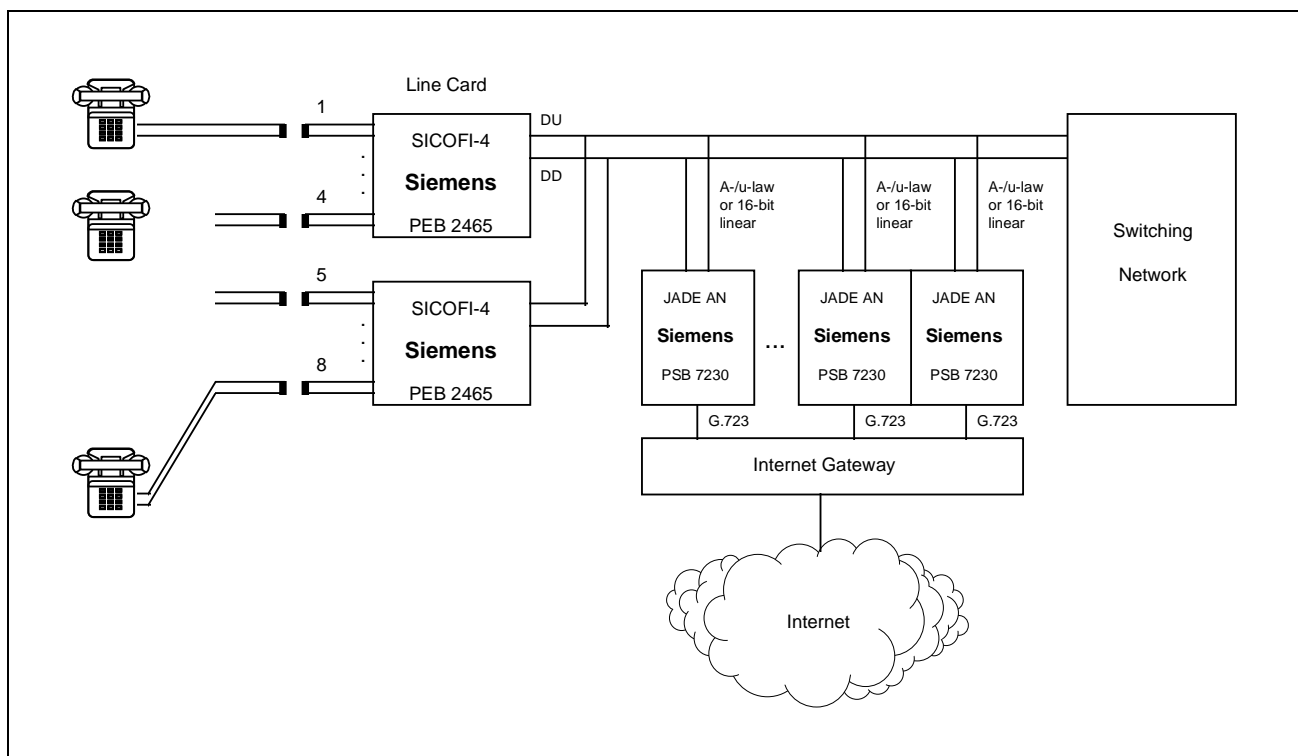 Line Card
1
4
SICOFI-4
Siemens
PEB 2465
DU
DD
5
8
SICOFI-4
Siemens
PEB 2465
A-/u-law
or 16-bit
linear
A-/u-law
or 16-bit
linear
A-/u-law
or 16-bit
linear
JADE AN
Siemens
PSB 7230
...
JADE AN
Siemens
PSB 7230
JADE AN
Siemens
PSB 7230
Switching
Network
G.723
G.723
G.723
Internet Gateway
Internet